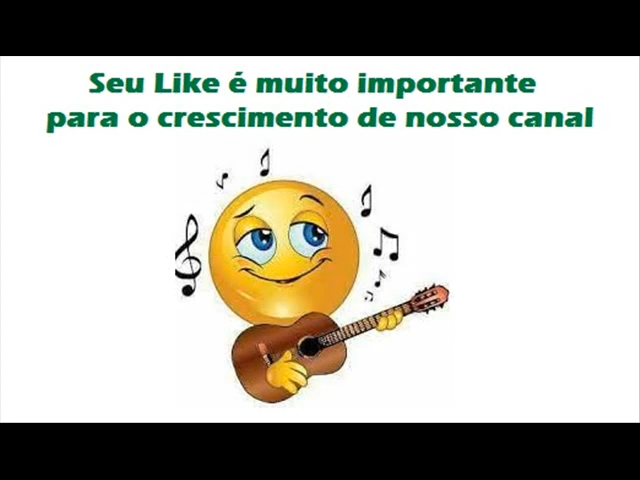 Seu Like é muito importante
para o crescimento de nosso canal